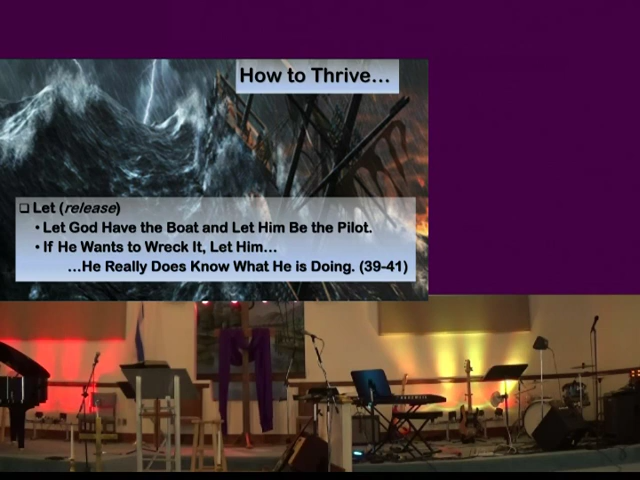 How to Thrive…
❑ Let (release)
• Let God Have the Boat and Let Him Be the Pilot.
• If He Wants to Wreck It, Let Him…
…He Really Does Know What He is Doing. (39-41)